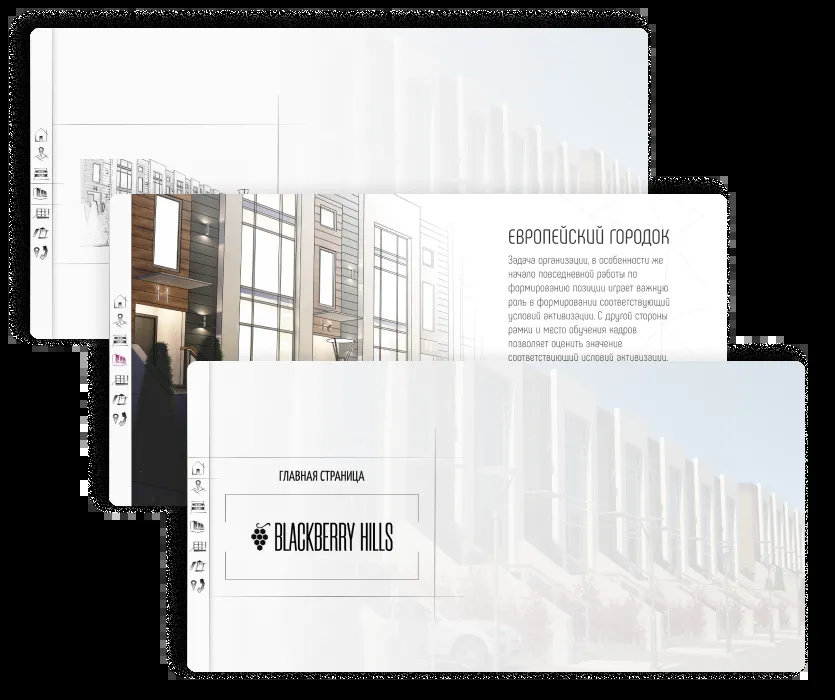 ЕВРОПЕЙСКИЙ ГОРОДОК
Задача организации, в особенности же
начало повседневной работы по
формированию позиции играет важную
роль в формировании соответствующий
условий активизации. С другой стороны
рамки и место обучения кадров
позволяет оценить значение
соответствующий условий активизации.
ГЛАВНАЯ СТРАНИЦА
BLACKBERRY HILLS